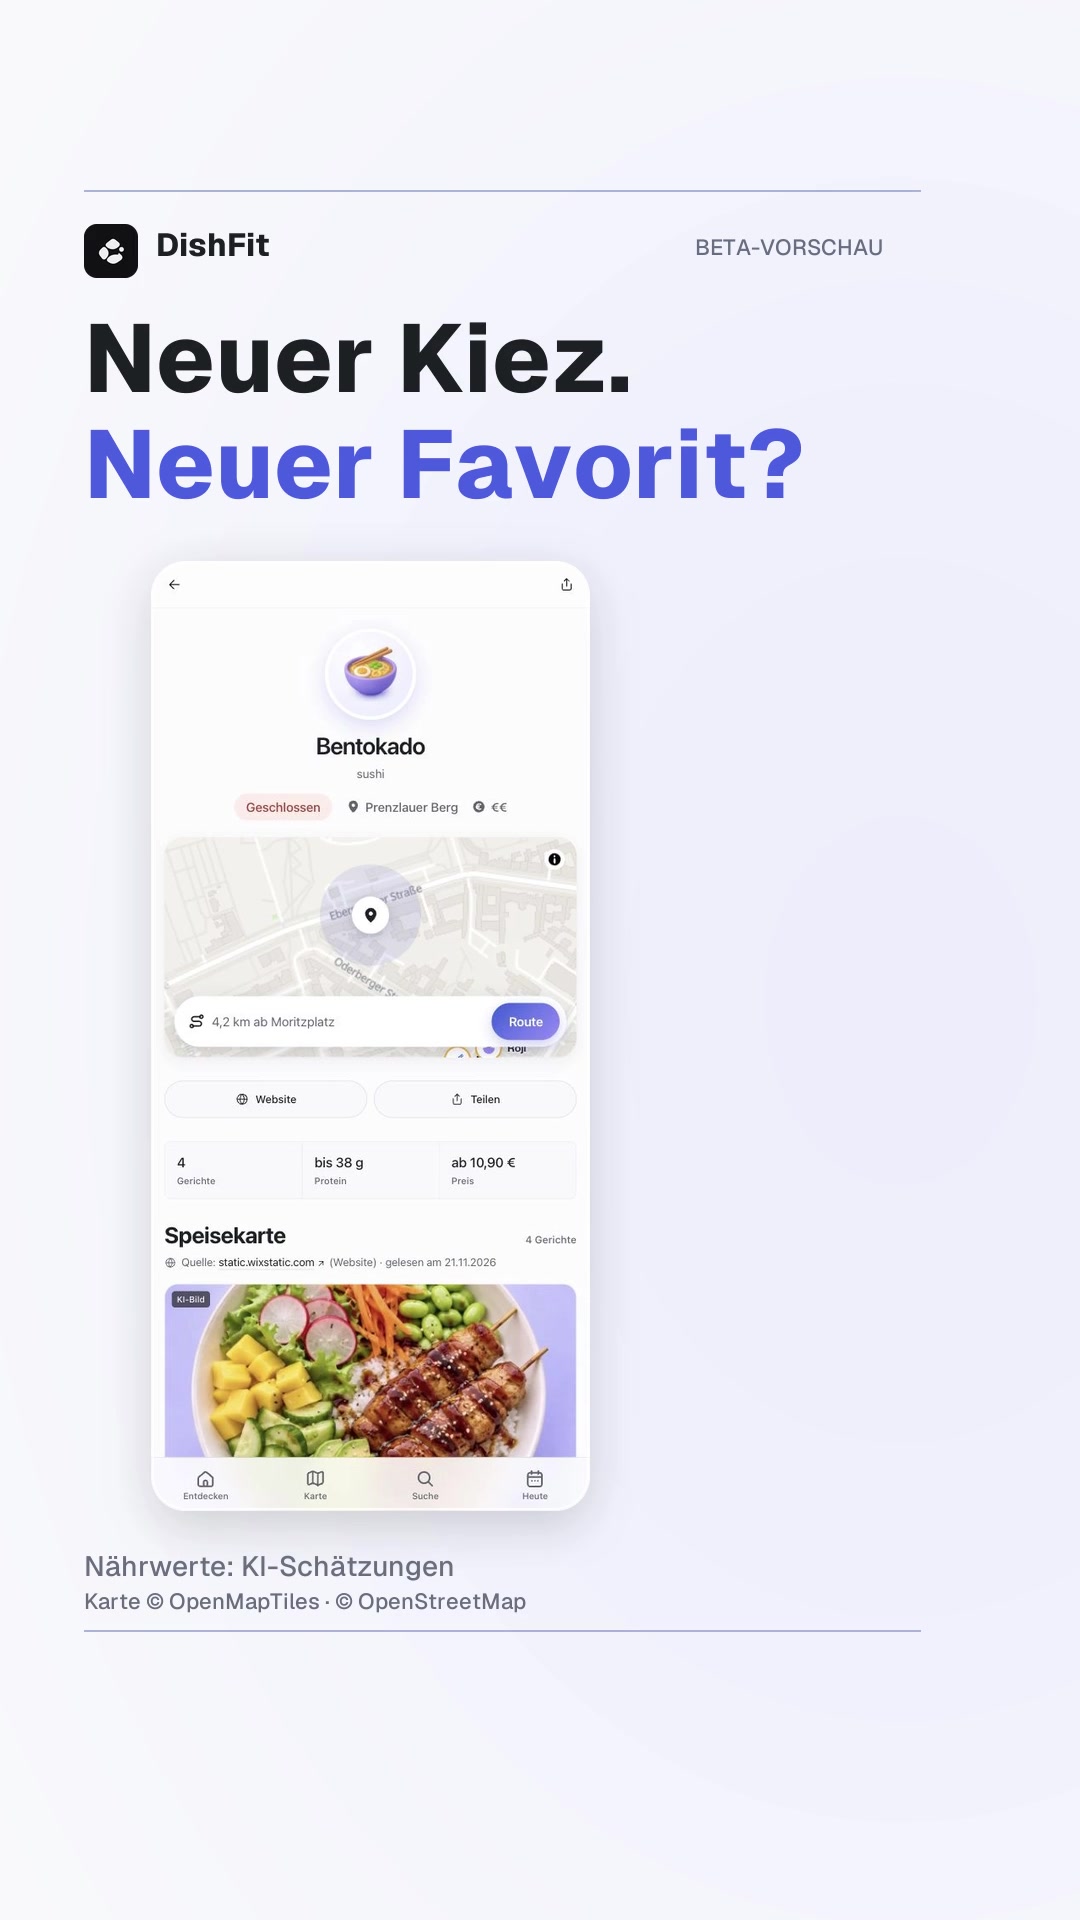 DishFit
BETA-VORSCHAU
Neuer Kiez.
Neuer Favorit?
Bentokado
sushi
Geschlossen Prenzlauer Berg €€
Straße
Oderberger
4,2 km ab Moritzplatz
Route
Roji
Website
Teilen
4
Gerichte
bis 38 g
Protein
ab 10,90 €
Preis
Speisekarte
4 Gerichte
Quelle: static.wixstatic.com ↗ (Website) · gelesen am 21.11.2026
KI-Bild
Entdecken
Karte
Suche
Heute
Nährwerte: KI-Schätzungen
Karte © OpenMapTiles · © OpenStreetMap